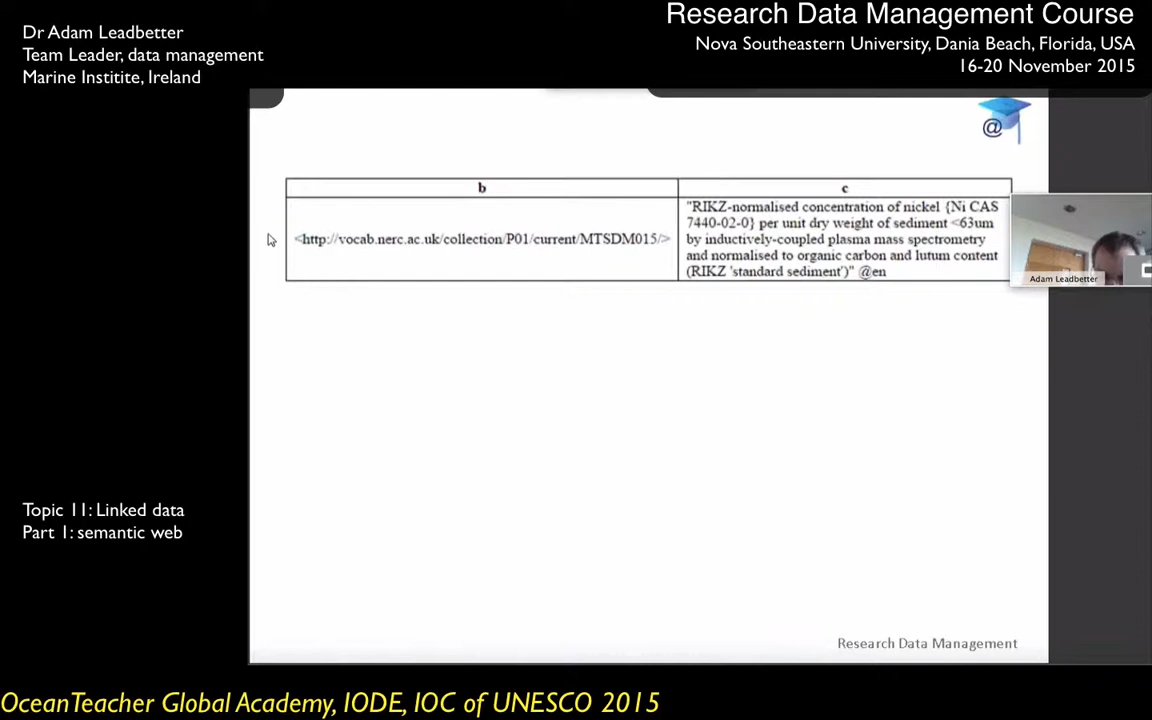 Dr Adam Leadbetter
Team Leader, data management
Marine Institite, Ireland
Research Data Management Course
Nova Southeastern University, Dania Beach, Florida, USA
16-20 November 2015
@
b
c
<http://vocab.nerc.ac.uk/collection/P01/current/MTSDM015/>
"RIKZ-normalised concentration of nickel {Ni CAS
7440-02-0} per unit dry weight of sediment <63um
by inductively-coupled plasma mass spectrometry
and normalised to organic carbon and lutum content
(RIKZ 'standard sediment')" @en
Adam Leadbetter
Topic 11: Linked data
Part 1: semantic web
Research Data Management
OceanTeacher Global Academy, IODE, IOC of UNESCO 2015